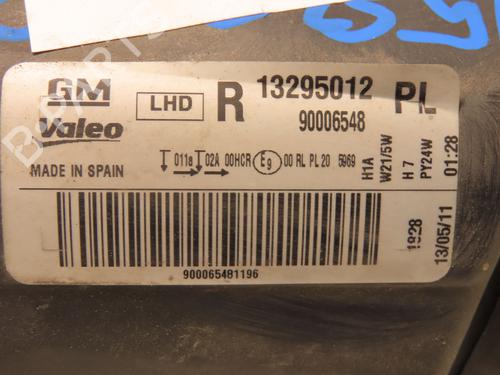 GM
Valeo
LHD
R
13295012
PL
90006548
MADE IN SPAIN
011a 02A 00HCR E9 00 RL PL 20 5969
H1A
W21/5W
H 7
PY24W
01:28
1928
13/05/11
900065481196